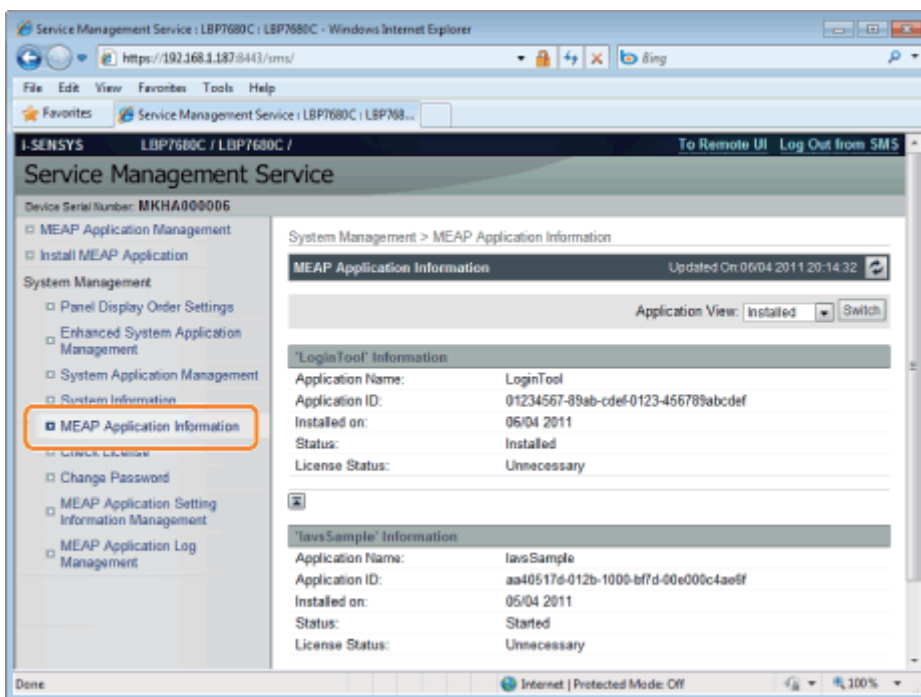 Service Management Service : LBP7680C : LBP7680C - Windows Internet Explorer
https://192.168.1.187:8443/sms/
Bing
File Edit View Favorites Tools Help
Favorites
Service Management Service : LBP7680C : LBP768...
i-SENSYS LBP7680C / LBP7680C /
To Remote UI Log Out from SMS
Service Management Service
Device Serial Number: MKHA000006
MEAP Application Management
Install MEAP Application
System Management
Panel Display Order Settings
Enhanced System Application
Management
System Application Management
System Information
MEAP Application Information
Check License
Change Password
MEAP Application Setting
Information Management
MEAP Application Log
Management
System Management > MEAP Application Information
MEAP Application Information
Updated On:06/04 2011 20:14:32
Application View: Installed Switch
'LoginTool' Information
Application Name: LoginTool
Application ID: 01234567-89ab-cdef-0123-456789abcdef
Installed on: 06/04 2011
Status: Installed
License Status: Unnecessary
'IavsSample' Information
Application Name: IavsSample
Application ID: aa40517d-012b-1000-bf7d-00e000c4ae6f
Installed on: 05/04 2011
Status: Started
License Status: Unnecessary
Done
Internet | Protected Mode: Off
100%